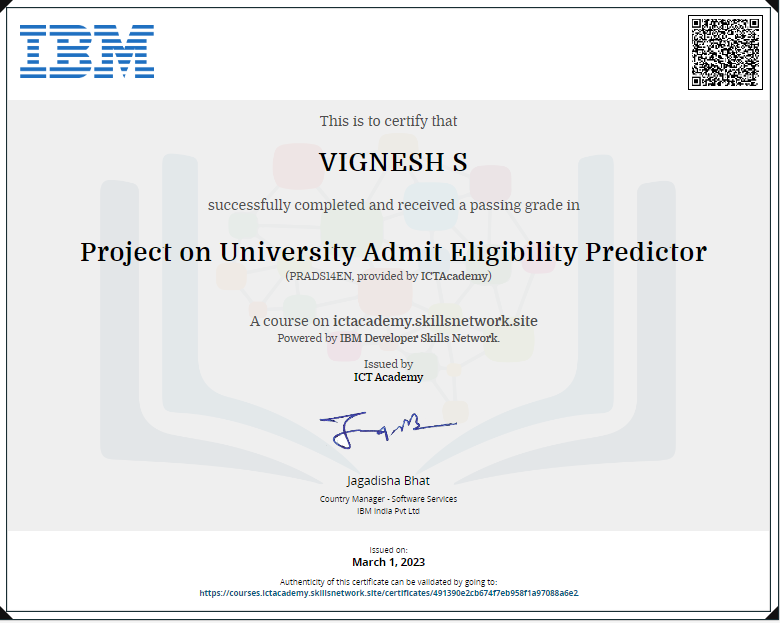 IBM
This is to certify that
VIGNESH S
successfully completed and received a passing grade in
Project on University Admit Eligibility Predictor
(PRADS14EN, provided by ICTAcademy)
A course on ictacademy.skillsnetwork.site
Powered by IBM Developer Skills Network.
Issued by
ICT Academy
Jagadisha Bhat
Country Manager - Software Services
IBM India Pvt Ltd
Issued on:
March 1, 2023
Authenticity of this certificate can be validated by going to:
https://courses.ictacademy.skillsnetwork.site/certificates/491390e2cb674f7eb958f1a97088a6e2